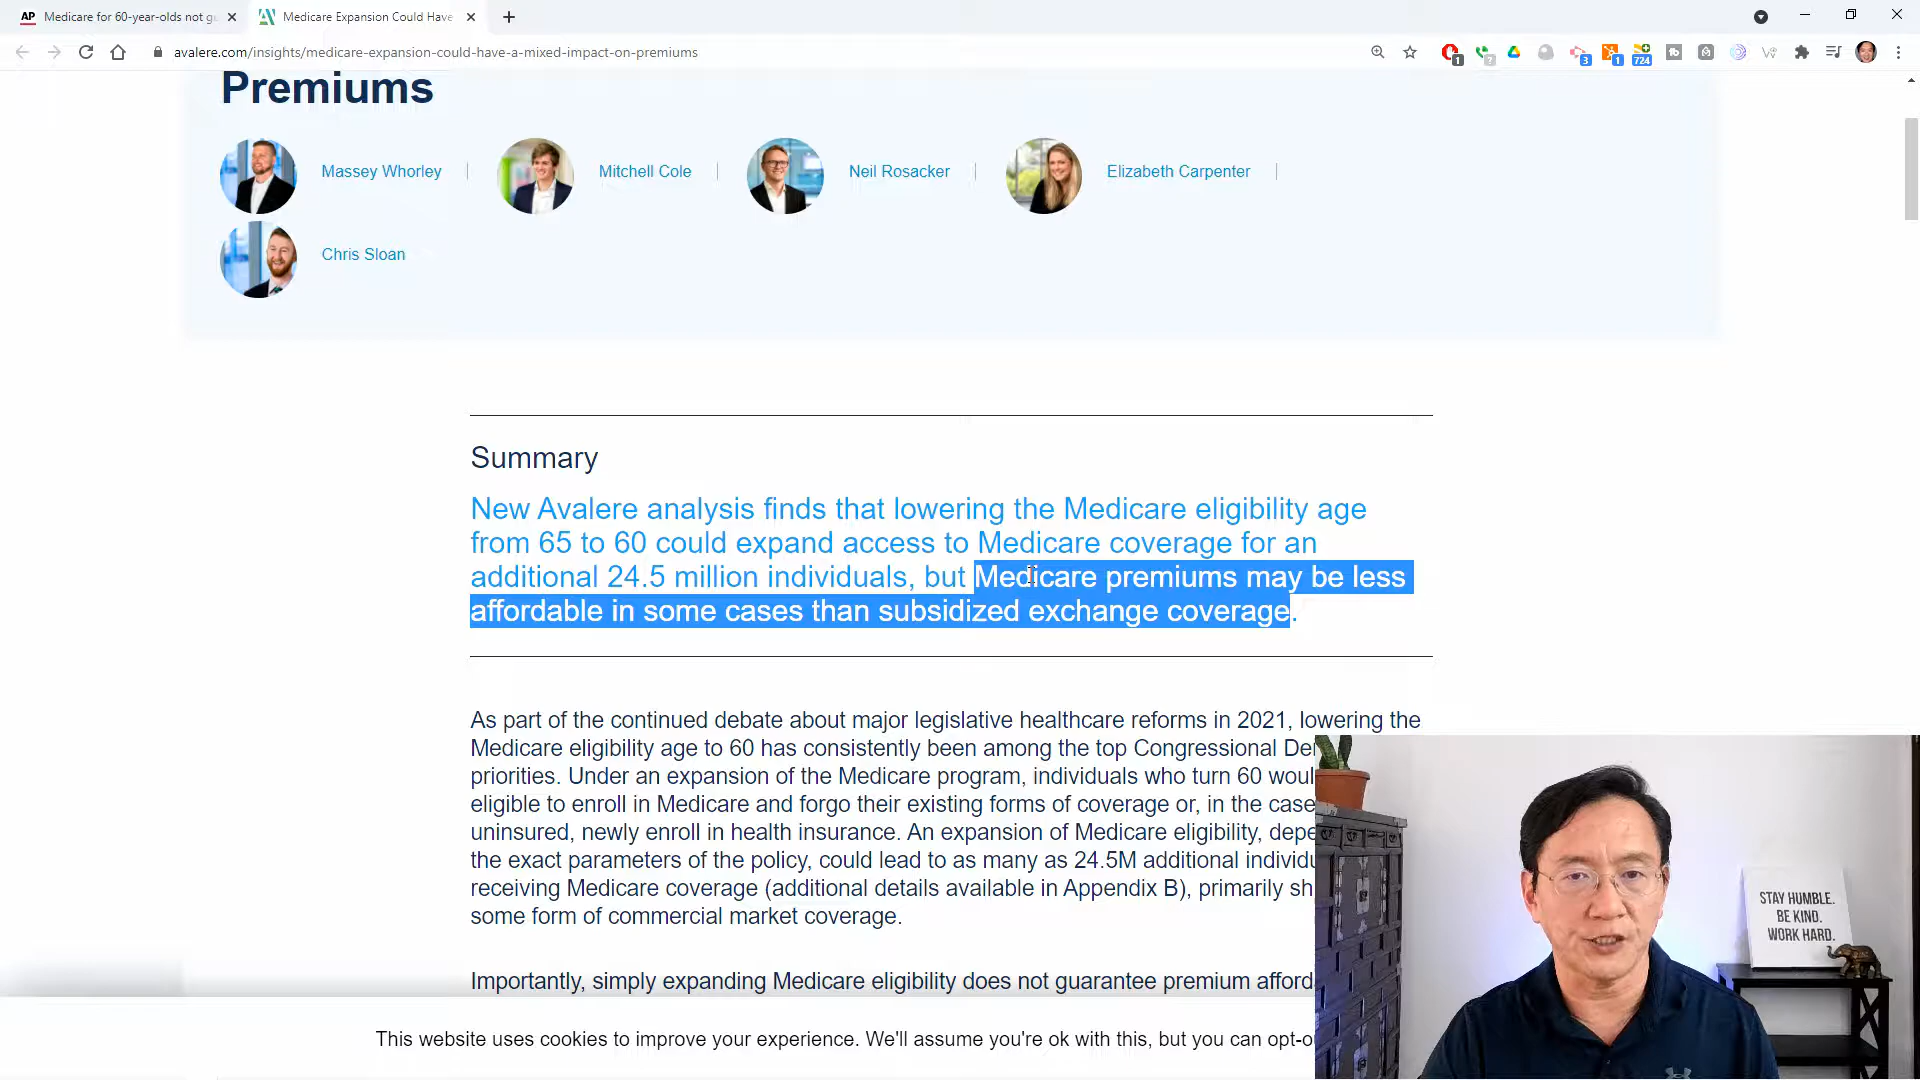 AP Medicare for 60-year-olds not gu
Medicare Expansion Could Have
avalere.com/insights/medicare-expansion-could-have-a-mixed-impact-on-premiums
1
?
3
1
724
Premiums
Massey Whorley
Mitchell Cole
Neil Rosacker
Elizabeth Carpenter
Chris Sloan
Summary
New Avalere analysis finds that lowering the Medicare eligibility age
from 65 to 60 could expand access to Medicare coverage for an
additional 24.5 million individuals, but Medicare premiums may be less
affordable in some cases than subsidized exchange coverage.
As part of the continued debate about major legislative healthcare reforms in 2021, lowering the
Medicare eligibility age to 60 has consistently been among the top Congressional De
priorities. Under an expansion of the Medicare program, individuals who turn 60 woul
eligible to enroll in Medicare and forgo their existing forms of coverage or, in the case
uninsured, newly enroll in health insurance. An expansion of Medicare eligibility, depe
the exact parameters of the policy, could lead to as many as 24.5M additional individu
receiving Medicare coverage (additional details available in Appendix B), primarily sh
some form of commercial market coverage.
Importantly, simply expanding Medicare eligibility does not guarantee premium afford
This website uses cookies to improve your experience. We'll assume you're ok with this, but you can opt-o
STAY HUMBLE.
BE KIND.
WORK HARD.